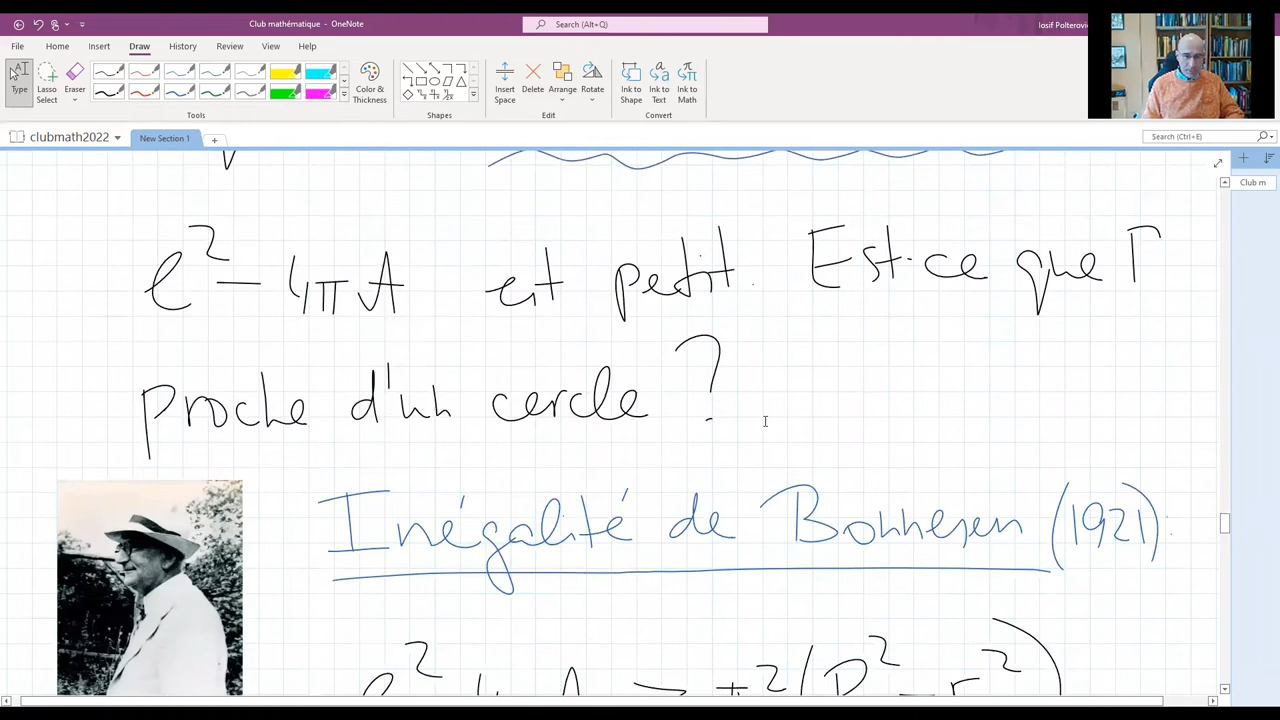 Club mathématique - OneNote
Search (Alt+Q)
Iosif Polterovic
File Home Insert Draw History Review View Help
Type
Lasso Select
Eraser
Color & Thickness
Insert Space
Delete
Arrange
Rotate
Ink to Shape
Ink to Text
Ink to Math
Tools
Shapes
Edit
Convert
clubmath2022
New Section 1
Search (Ctrl+E)
Club m
l² - 4πA est petit. Est-ce que Γ
proche d'un cercle ?
Inégalité de Bonnesen (1921):